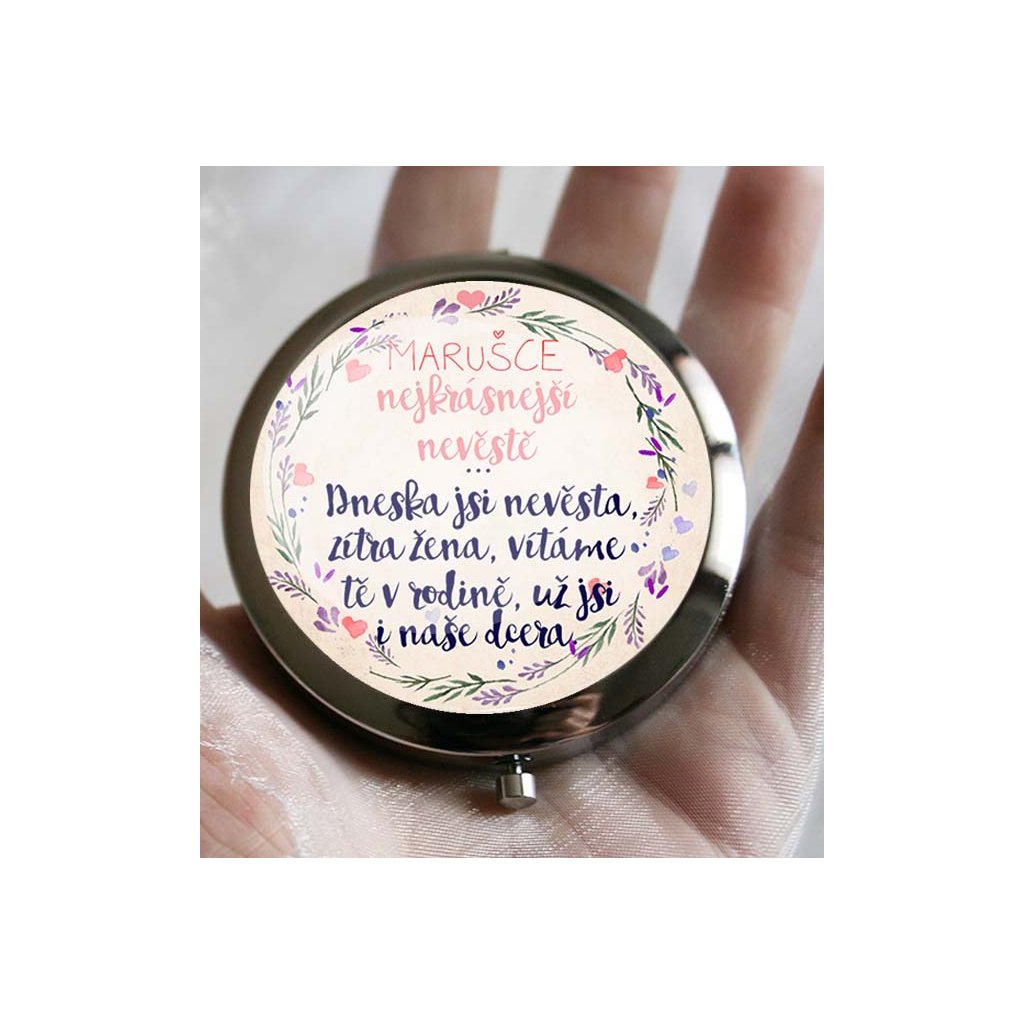 MARUŠCE
nejkrásnejší
nevěstě
...
Dneska jsi nevěsta,
zítra žena, vítáme
tě v rodině, už jsi
i naše dcera.